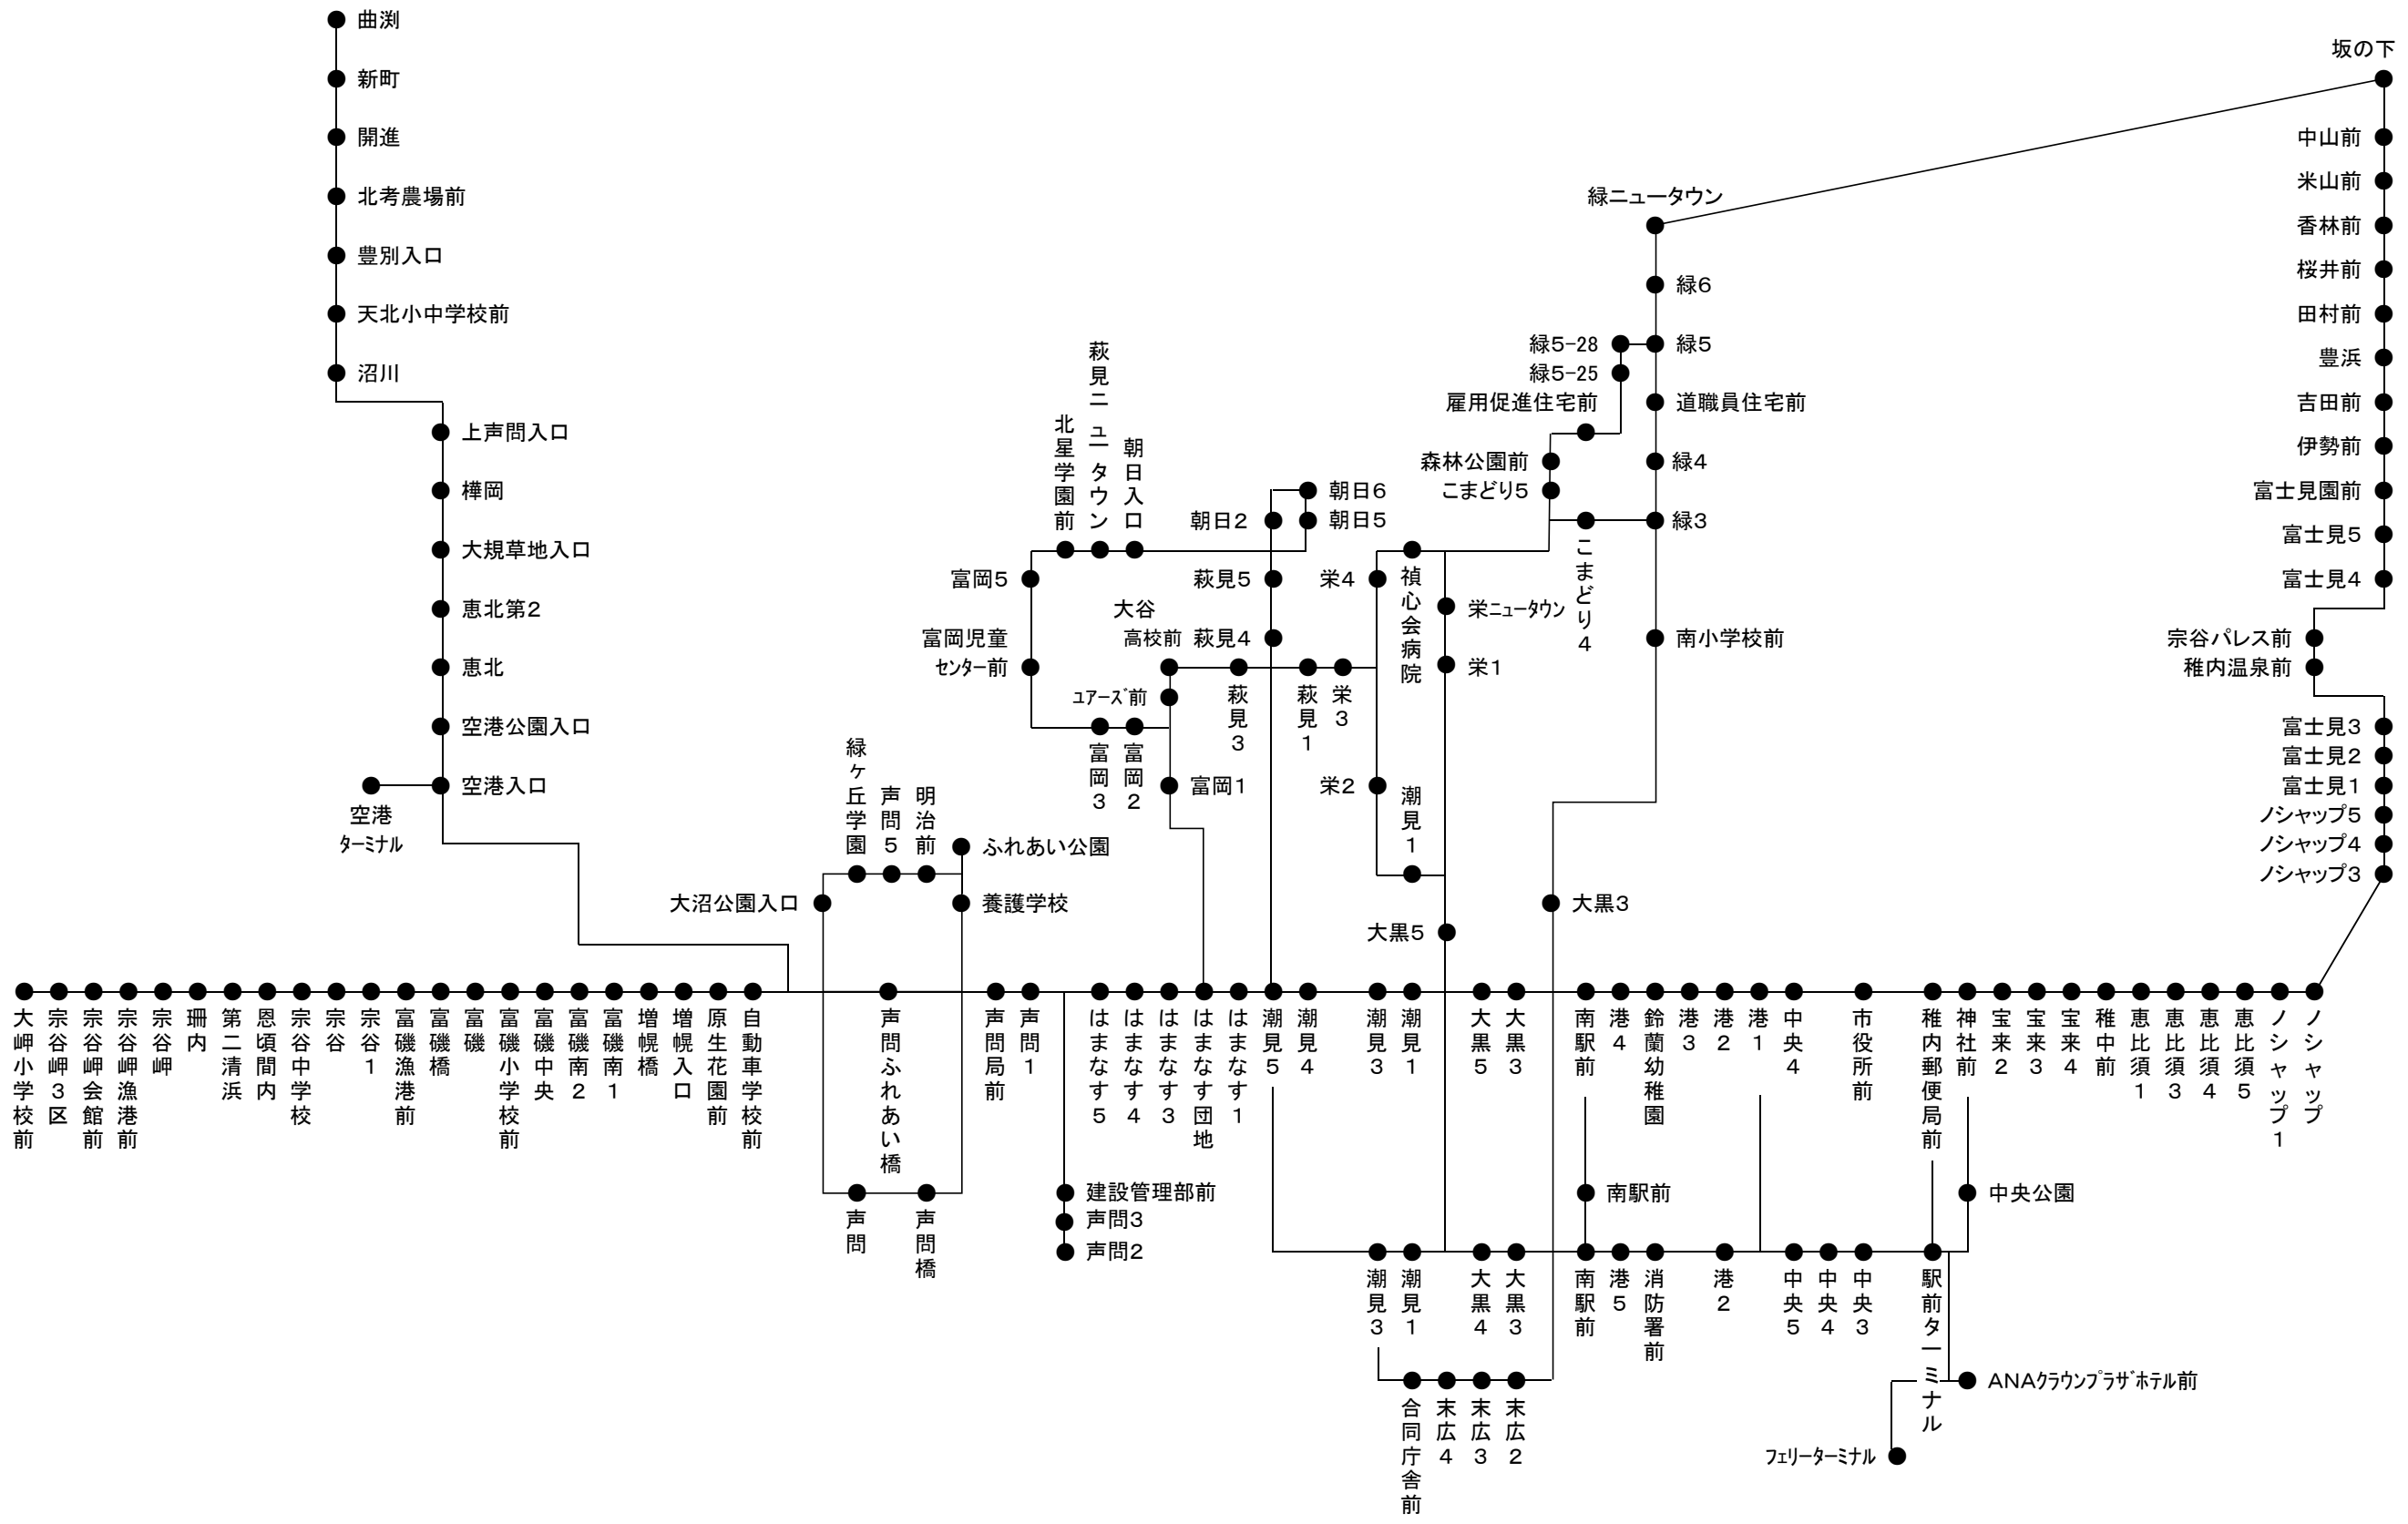 曲渕
新町
開進
北考農場前
豊別入口
天北小中学校前
沼川
上声問入口
樺岡
大規草地入口
恵北第2
恵北
空港公園入口
空港入口
空港
ターミナル
坂の下
中山前
米山前
香林前
桜井前
田村前
豊浜
吉田前
伊勢前
富士見園前
富士見5
富士見4
宗谷パレス前
稚内温泉前
富士見3
富士見2
富士見1
ノシャップ5
ノシャップ4
ノシャップ3
緑ニュータウン
緑6
緑5-28
緑5
緑5-25
雇用促進住宅前
道職員住宅前
森林公園前
緑4
こまどり5
緑3
こまどり4
南小学校前
北星学園前
萩見ニュータウン
朝日入口
朝日6
朝日2
朝日5
富岡5
萩見5
栄4
禎心会病院
栄ニュータウン
富岡児童
センター前
大谷
高校前
萩見4
栄1
ユアーズ前
萩見3
萩見1
栄3
富岡3
富岡2
富岡1
栄2
潮見1
緑ヶ丘学園
声問5
明治前
ふれあい公園
大沼公園入口
養護学校
大黒3
大黒5
大岬小学校前
宗谷岬3区
宗谷岬会館前
宗谷岬漁港前
宗谷岬
珊内
第二清浜
恩頃間内
宗谷中学校
宗谷
宗谷1
富磯漁港前
富磯橋
富磯
富磯小学校前
富磯中央
富磯南2
富磯南1
増幌橋
増幌入口
原生花園前
自動車学校前
声問ふれあい橋
声問局前
声問1
はまなす5
はまなす4
はまなす3
はまなす団地
はまなす1
潮見5
潮見4
潮見3
潮見1
大黒5
大黒3
南駅前
港4
鈴蘭幼稚園
港3
港2
港1
中央4
市役所前
稚内郵便局前
神社前
宝来2
宝来3
宝来4
稚中前
恵比須1
恵比須3
恵比須4
恵比須5
ノシャップ1
ノシャップ
声問
声問橋
建設管理部前
声問3
声問2
南駅前
中央公園
潮見3
潮見1
大黒4
大黒3
南駅前
港5
消防署前
港2
中央5
中央4
中央3
駅前ターミナル
ANAクラウンプラザホテル前
合同庁舎前
末広4
末広3
末広2
フェリーターミナル